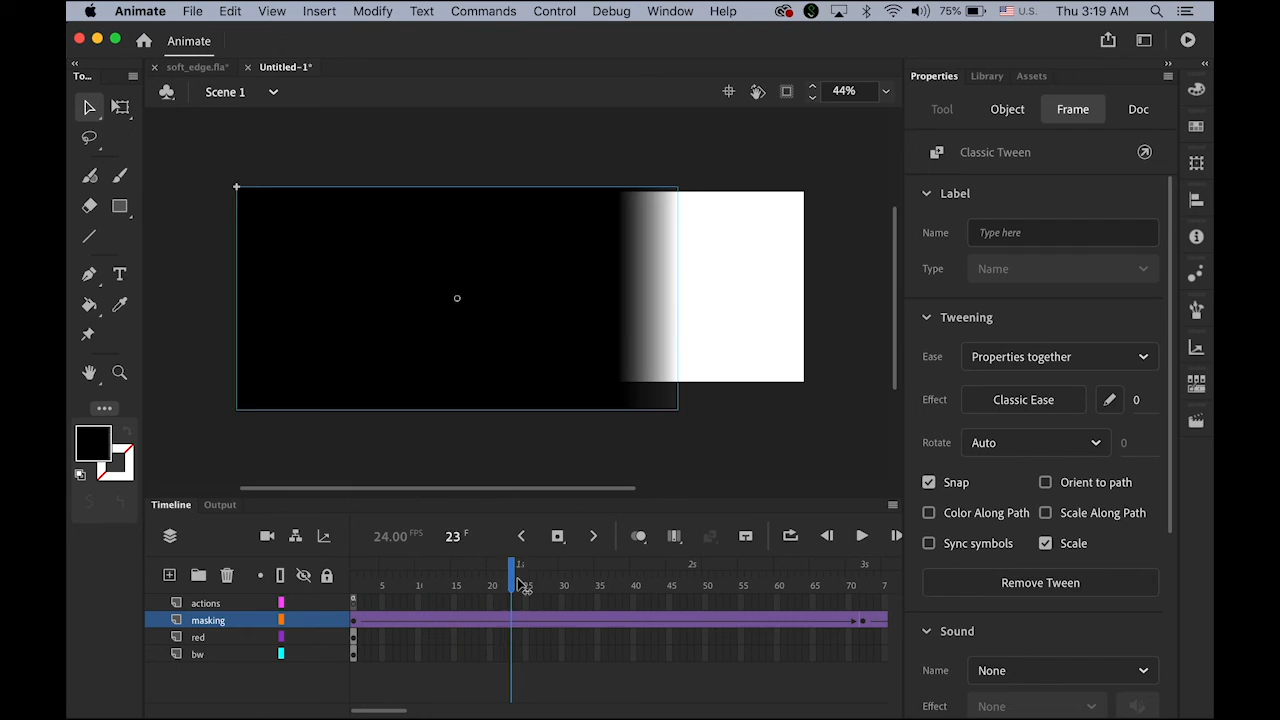 Animate File Edit View Insert Modify Text Commands Control Debug Window Help 75% U.S. Thu 3:19 AM
Animate
To... soft_edge.fla* Untitled-1* Properties Library Assets
Scene 1 44%
Tool Object Frame Doc
Classic Tween
Label
Name Type here
Type Name
Tweening
Ease Properties together
Effect Classic Ease 0
Rotate Auto 0
Snap Orient to path
Color Along Path Scale Along Path
Sync symbols Scale
Remove Tween
Sound
Name None
Effect None
Timeline Output
24.00 FPS 23 F
1s 2s 3s
5 10 15 20 25 30 35 40 45 50 55 60 65 70 7
actions
masking
red
bw